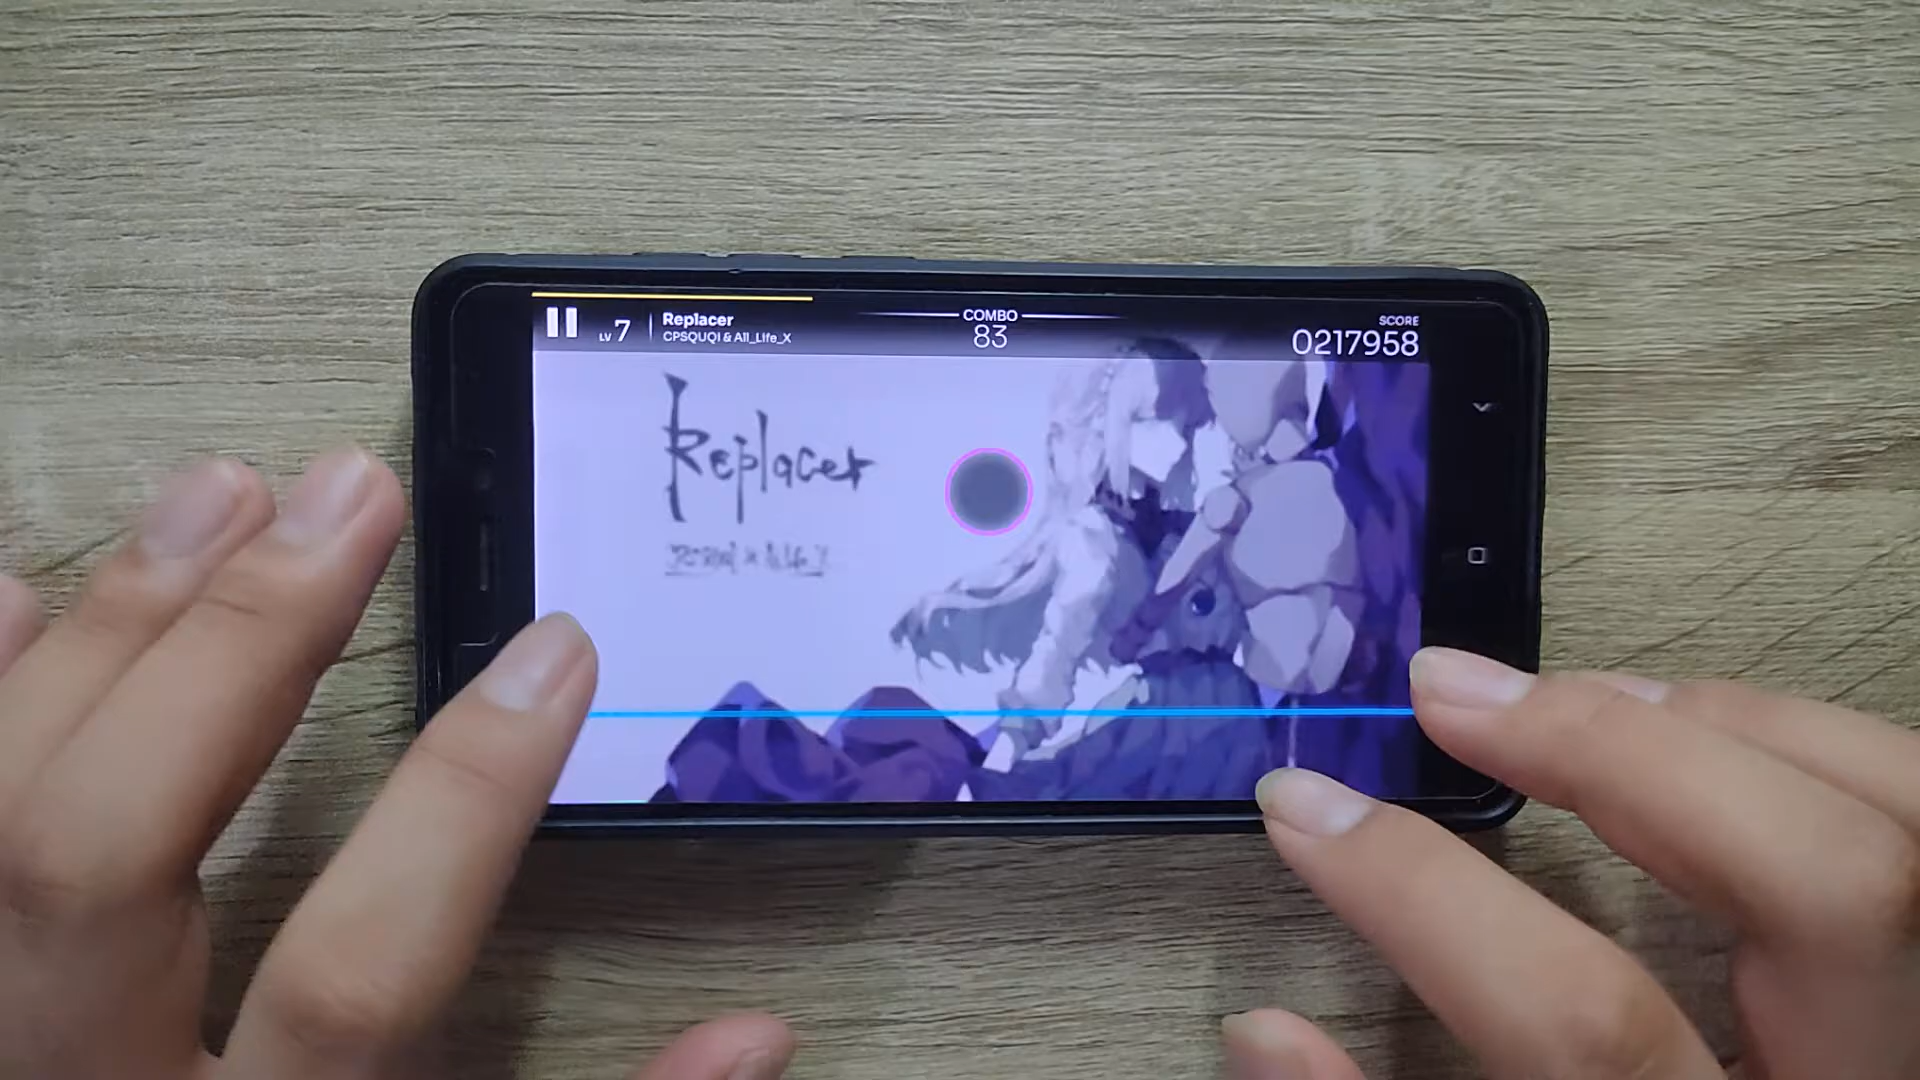 LV 7
Replacer
CPSQUQI & All_Life_X
COMBO
83
SCORE
0217958
Replacer